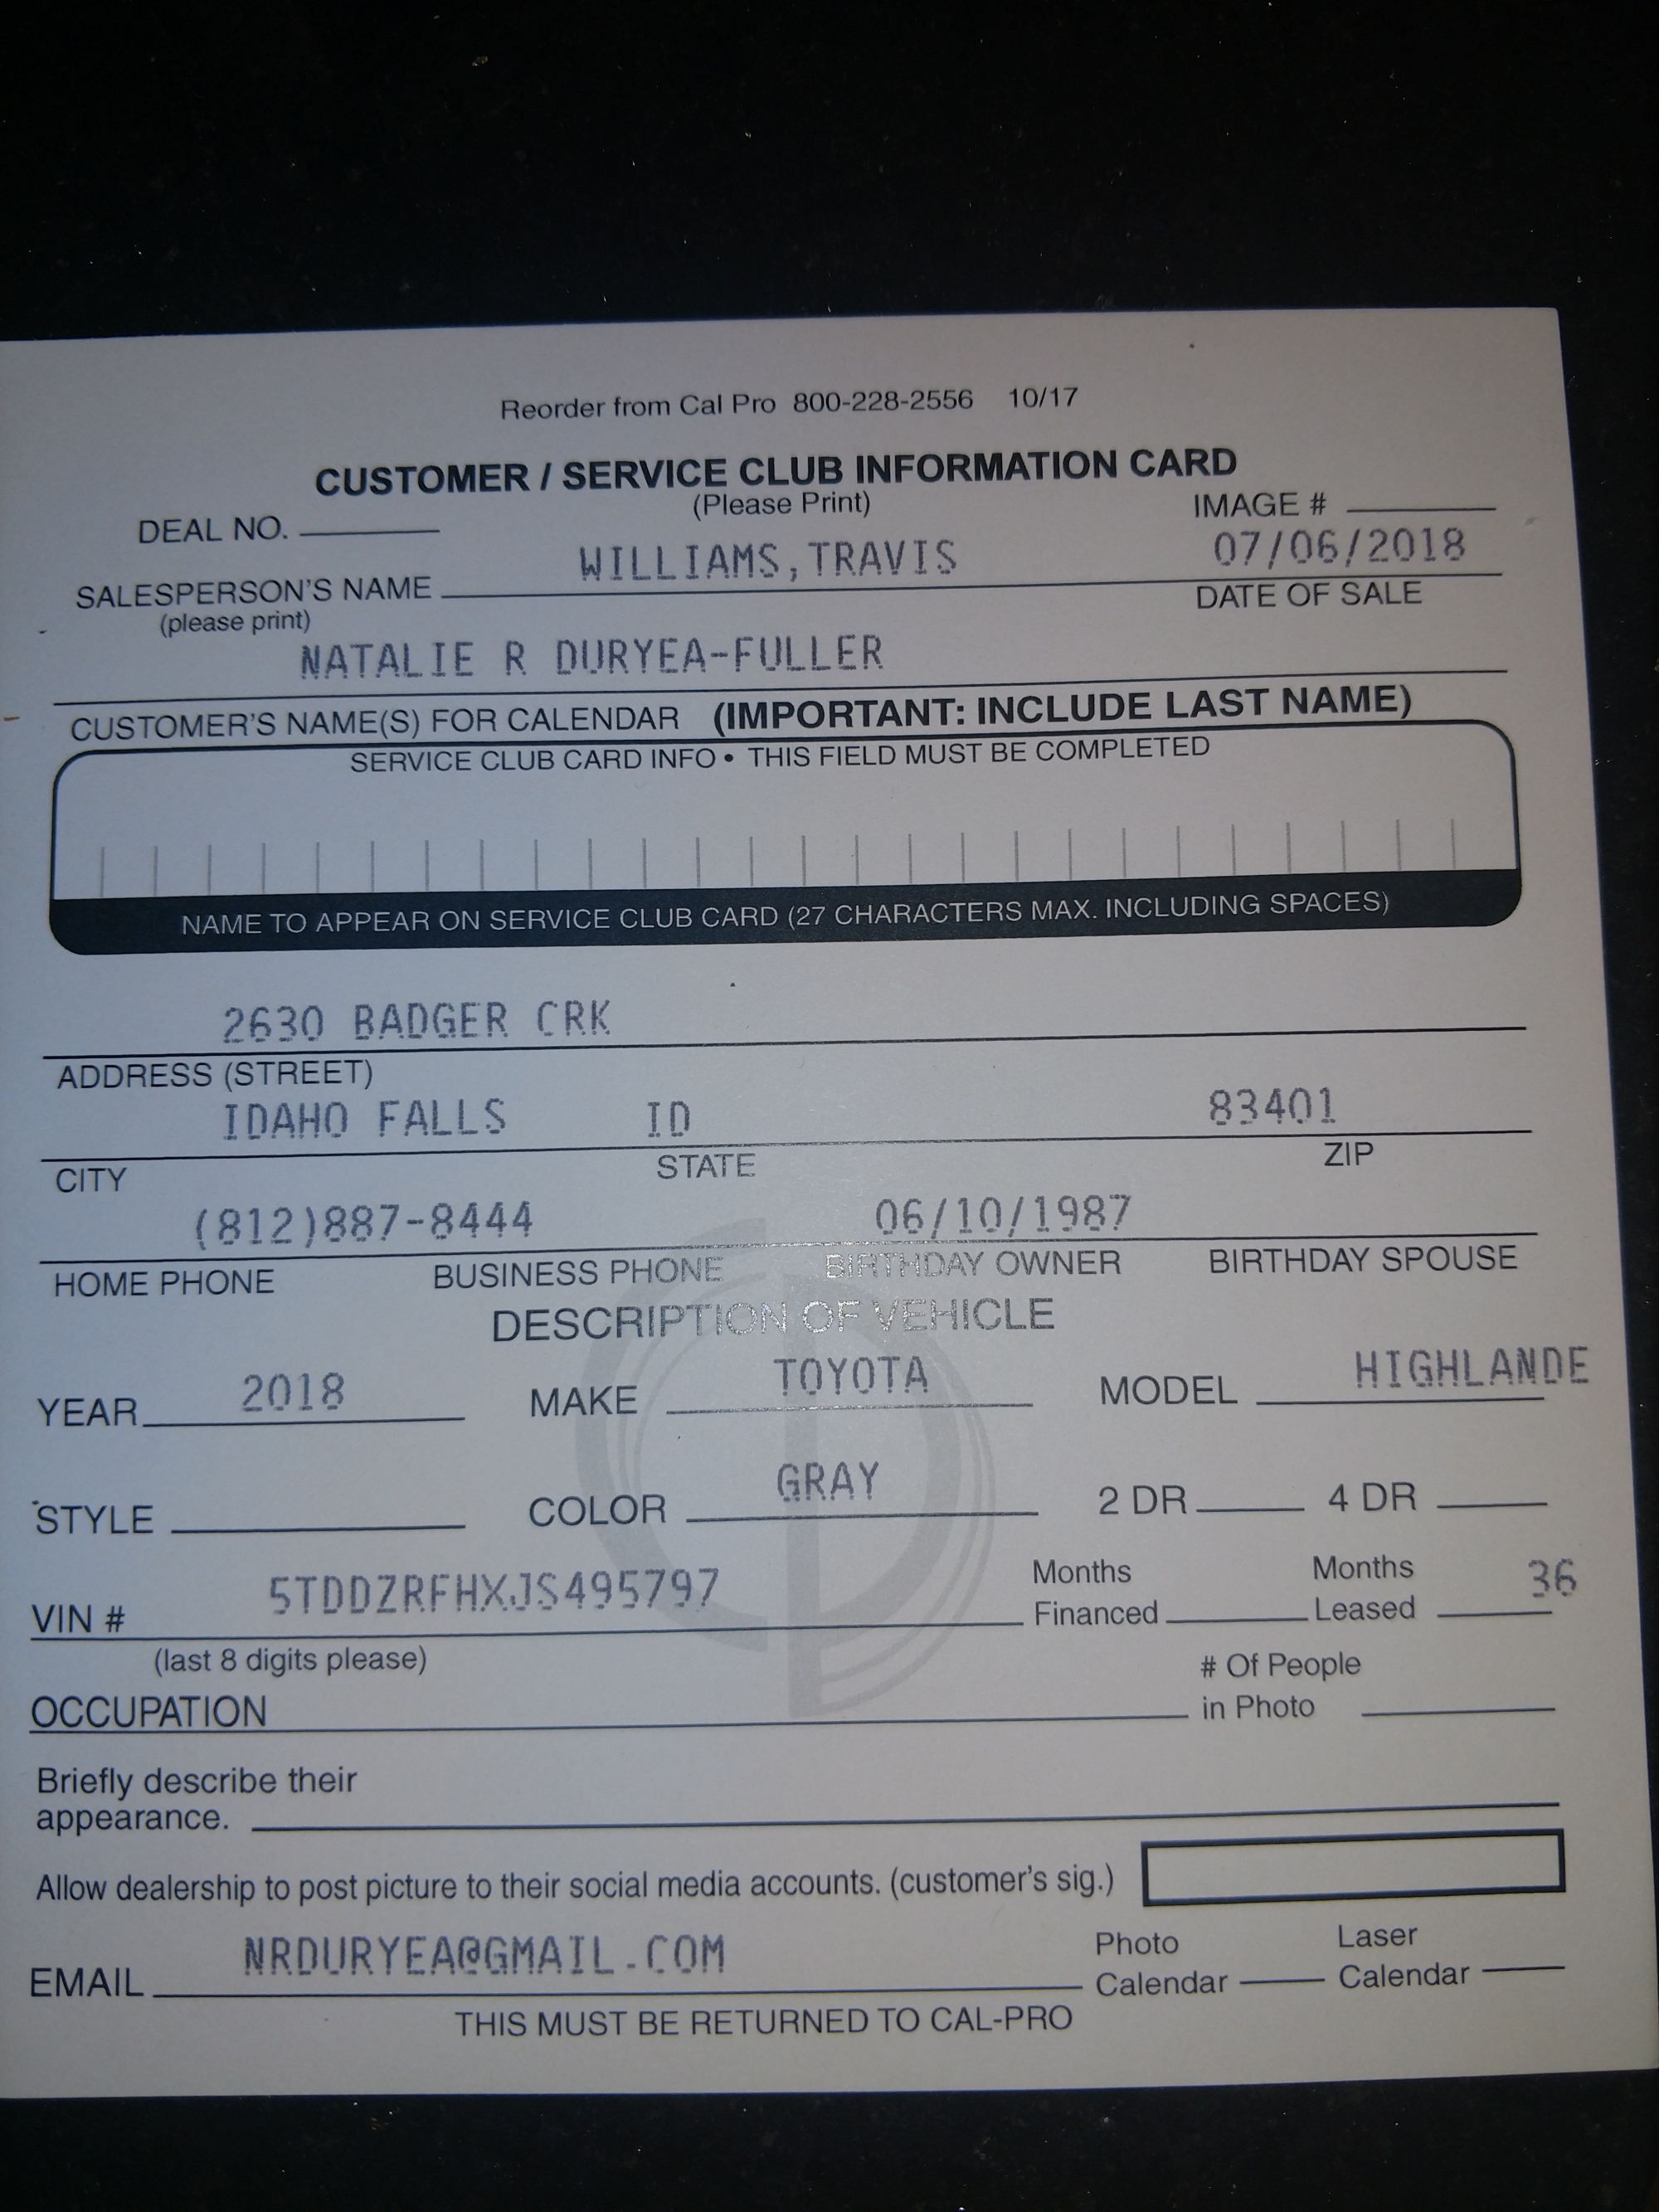 Reorder from Cal Pro 800-228-2556 10/17
CUSTOMER / SERVICE CLUB INFORMATION CARD
(Please Print)
DEAL NO. IMAGE #
WILLIAMS,TRAVIS 07/06/2018
SALESPERSON'S NAME DATE OF SALE
(please print)
NATALIE R DURYEA-FULLER
CUSTOMER'S NAME(S) FOR CALENDAR (IMPORTANT: INCLUDE LAST NAME)
SERVICE CLUB CARD INFO • THIS FIELD MUST BE COMPLETED
NAME TO APPEAR ON SERVICE CLUB CARD (27 CHARACTERS MAX. INCLUDING SPACES)
2630 BADGER CRK
ADDRESS (STREET)
IDAHO FALLS ID 83401
CITY STATE ZIP
(812)887-8444 06/10/1987
HOME PHONE BUSINESS PHONE BIRTHDAY OWNER BIRTHDAY SPOUSE
DESCRIPTION OF VEHICLE
YEAR 2018 MAKE TOYOTA MODEL HIGHLANDE
STYLE COLOR GRAY 2 DR 4 DR
VIN # 5TDDZRFHXJS495797 Months Financed Months Leased 36
(last 8 digits please)
OCCUPATION # Of People in Photo
Briefly describe their
appearance.
Allow dealership to post picture to their social media accounts. (customer's sig.)
EMAIL NRDURYEA@GMAIL.COM Photo Calendar Laser Calendar
THIS MUST BE RETURNED TO CAL-PRO